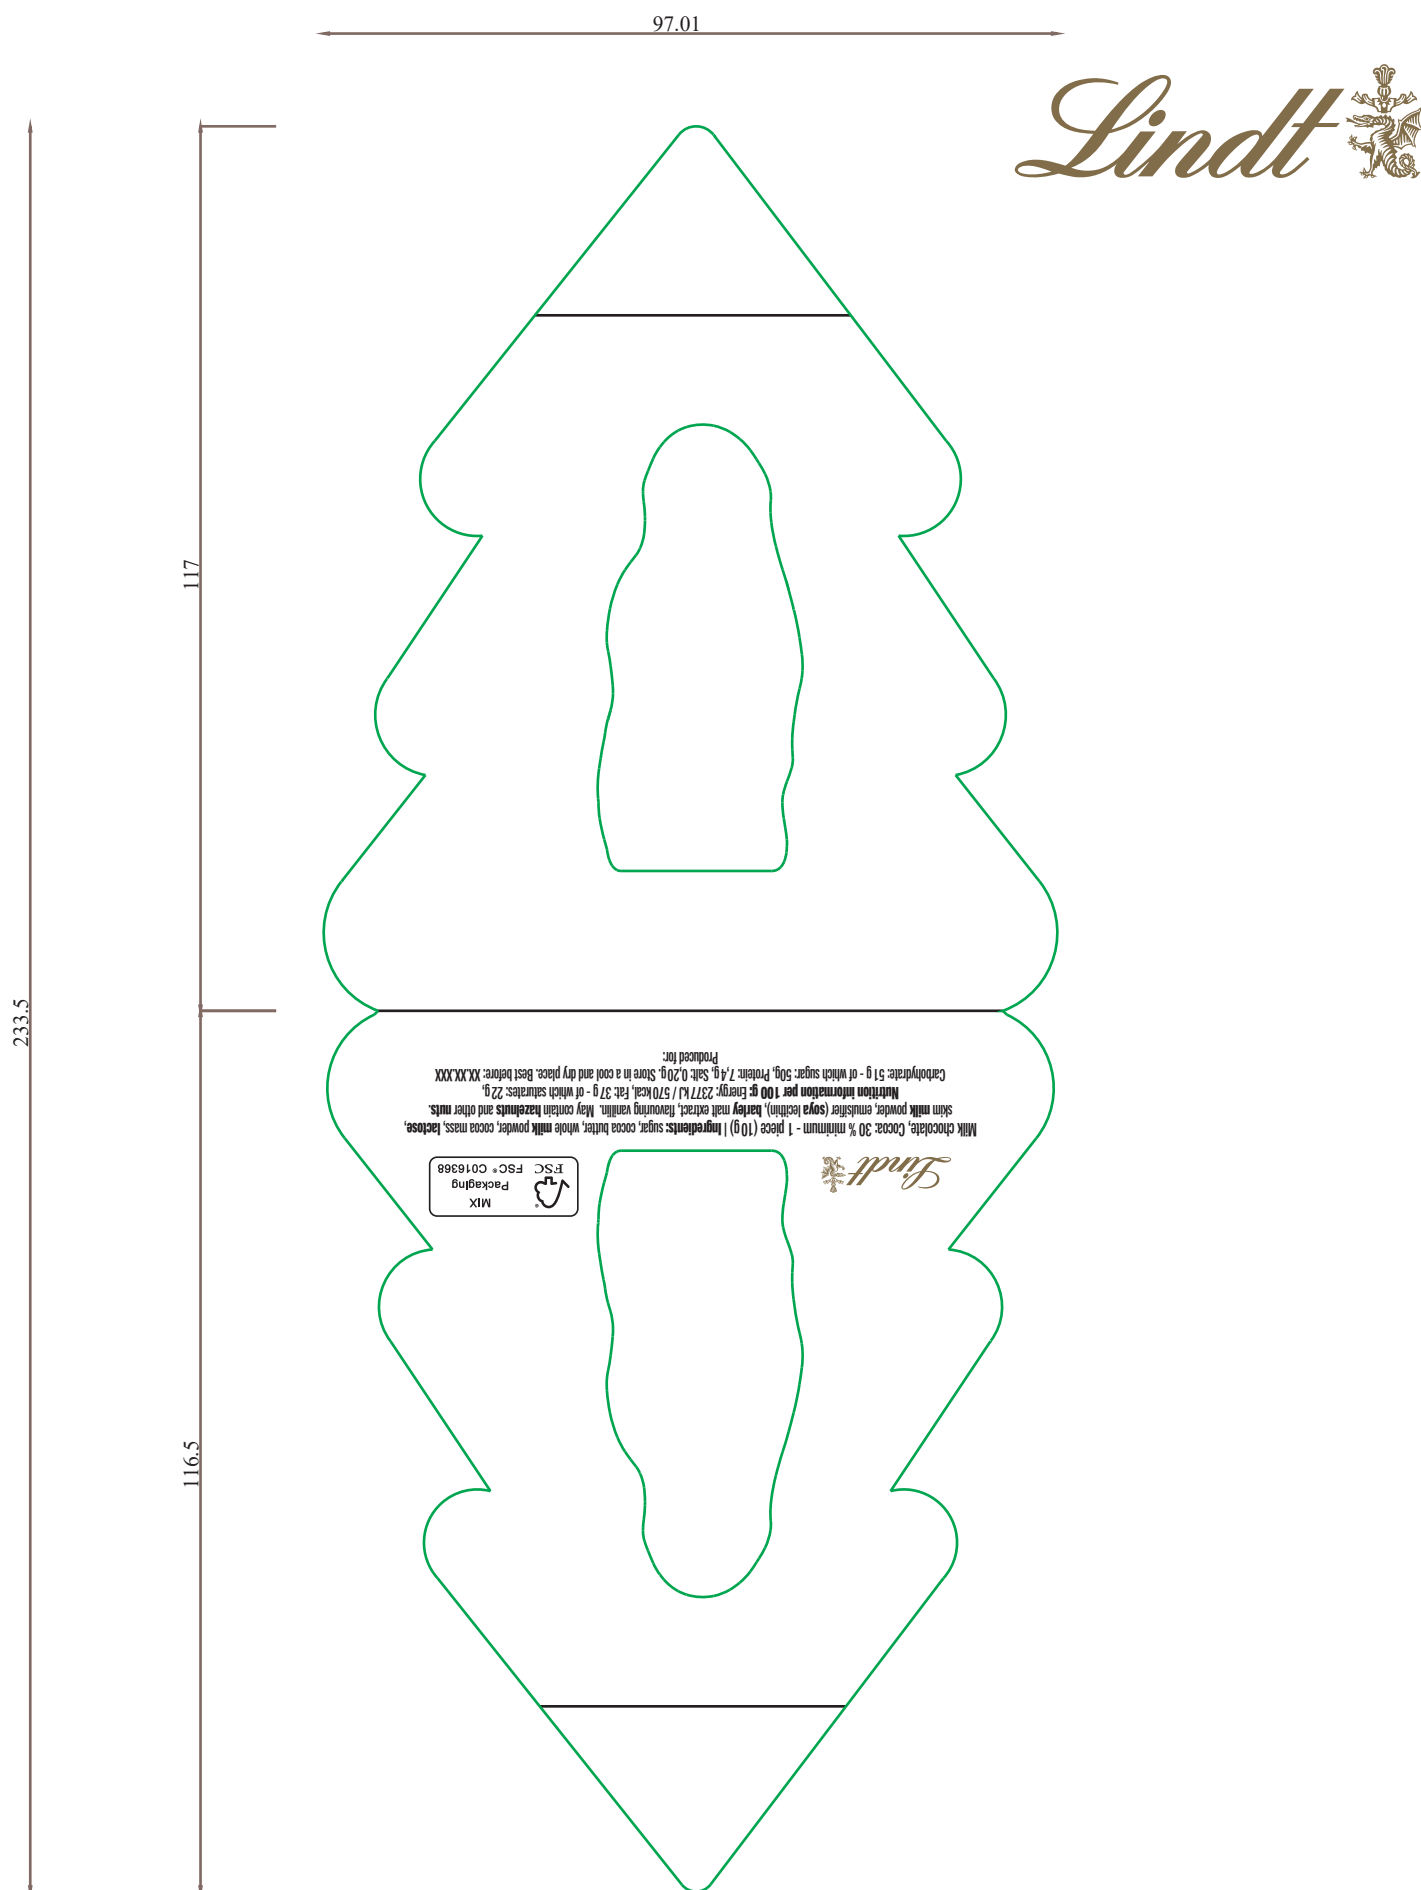 97.01
Lindt
117
233.5
116.5
Milk chocolate, Cocoa: 30 % minimum - 1 piece (10g) | Ingredients: sugar, cocoa butter, whole milk powder, cocoa mass, lactose,
skim milk powder, emulsifier (soya lecithin), barley malt extract, flavouring vanillin. May contain hazelnuts and other nuts.
Nutrition information per 100 g: Energy: 2377 kJ / 570 kcal, Fat: 37 g - of which saturates: 22 g,
Carbohydrate: 51 g - of which sugar: 50g, Protein: 7,4 g, Salt: 0,20 g. Store in a cool and dry place. Best before: XX.XX.XXX
Produced for:
Lindt
MIX
Packaging
FSC FSC® C016368